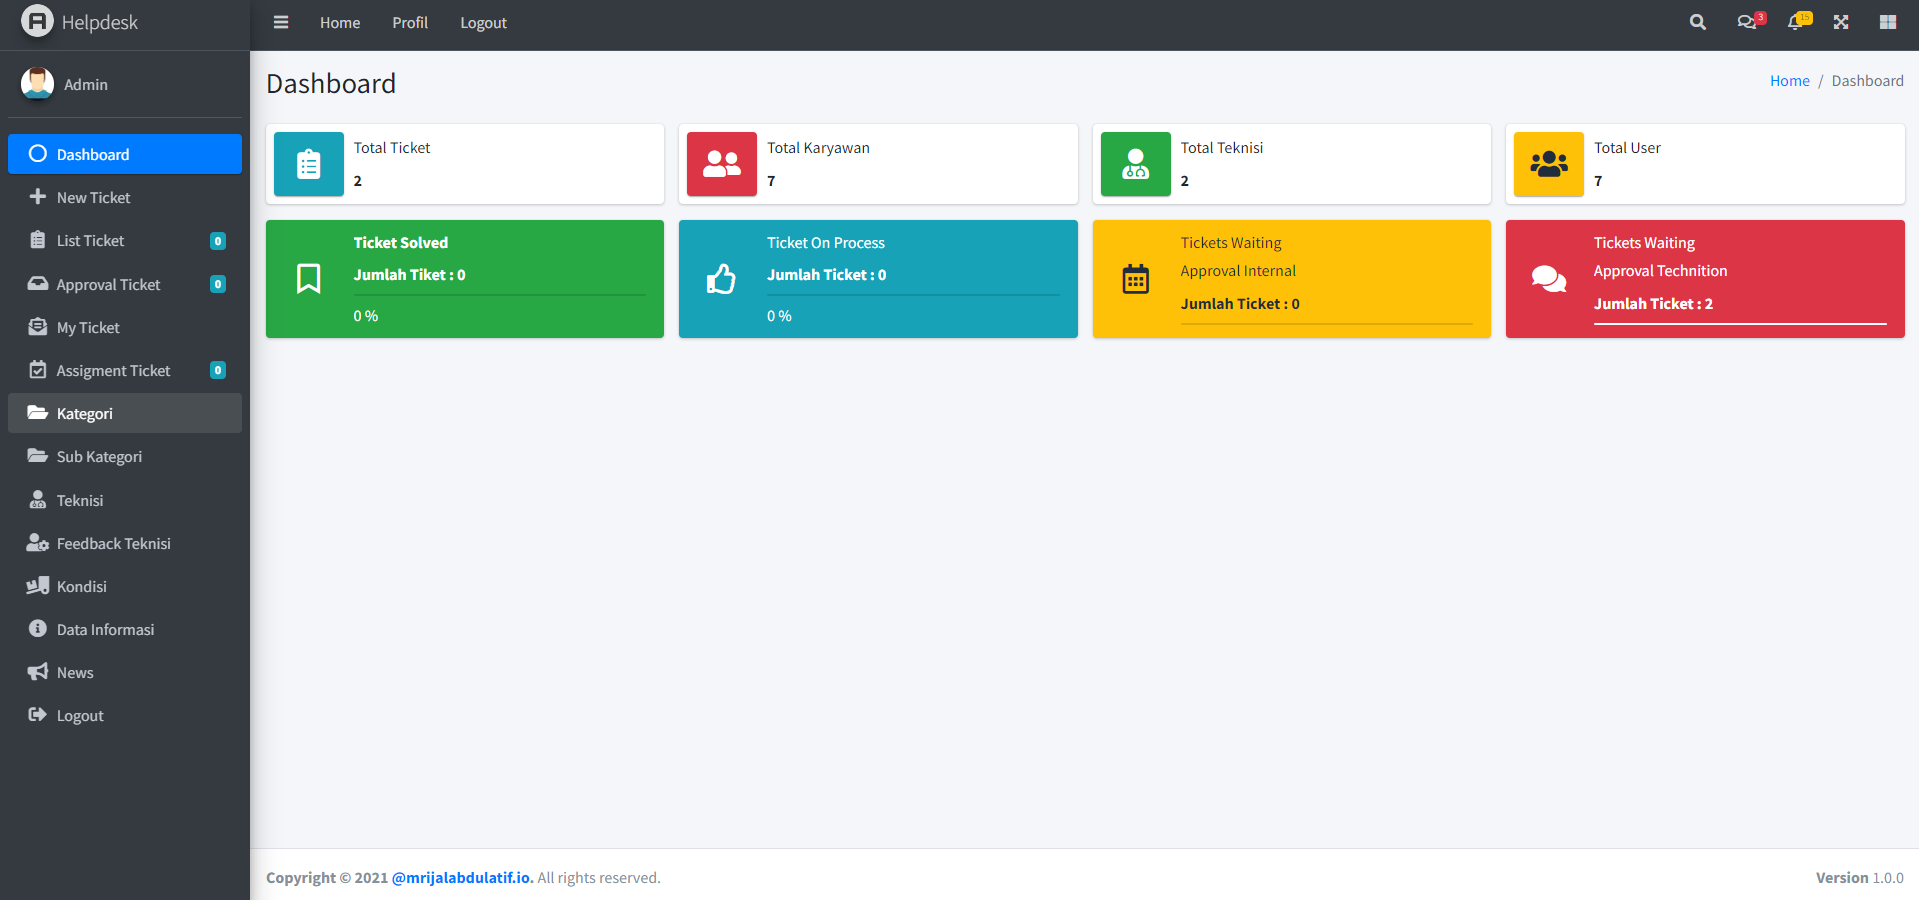 Helpdesk
Home
Profil
Logout
3
15
Admin
Dashboard
New Ticket
List Ticket
0
Approval Ticket
0
My Ticket
Assigment Ticket
0
Kategori
Sub Kategori
Teknisi
Feedback Teknisi
Kondisi
Data Informasi
News
Logout
Dashboard
Home / Dashboard
Total Ticket
2
Total Karyawan
7
Total Teknisi
2
Total User
7
Ticket Solved
Jumlah Tiket : 0
0 %
Ticket On Process
Jumlah Ticket : 0
0 %
Tickets Waiting
Approval Internal
Jumlah Ticket : 0
Tickets Waiting
Approval Technition
Jumlah Ticket : 2
Copyright © 2021 @mrijalabdulatif.io. All rights reserved.
Version 1.0.0